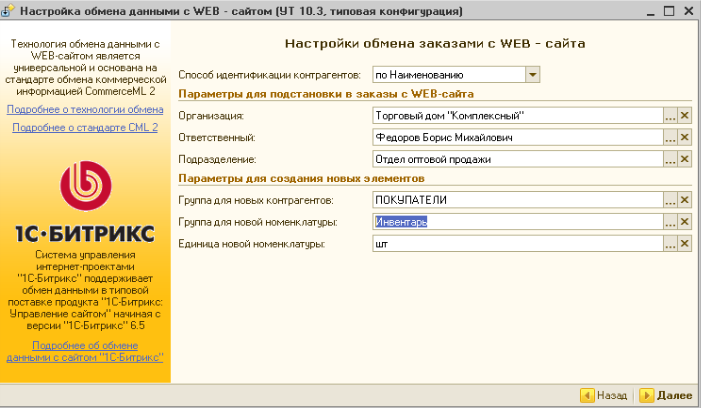 Настройка обмена данными с WEB - сайтом (УТ 10.3, типовая конфигурация)
Технология обмена данными с
WEB-сайтом является
универсальной и основана на
стандарте обмена коммерческой
информацией CommerceML 2
Подробнее о технологии обмена
Подробнее о стандарте CML 2
1С·БИТРИКС
Система управления
интернет-проектами
"1С-Битрикс" поддерживает
обмен данными в типовой
поставке продукта "1С-Битрикс:
Управление сайтом" начиная с
версии "1С-Битрикс" 6.5
Подробнее об обмене
данными с сайтом "1С-Битрикс"
Настройки обмена заказами с WEB - сайта
Способ идентификации контрагентов: по Наименованию
Параметры для подстановки в заказы с WEB-сайта
Организация: Торговый дом "Комплексный" ...
Ответственный: Федоров Борис Михайлович ...
Подразделение: Отдел оптовой продажи ...
Параметры для создания новых элементов
Группа для новых контрагентов: ПОКУПАТЕЛИ ...
Группа для новой номенклатуры: Инвентарь ...
Единица новой номенклатуры: шт ...
Назад Далее